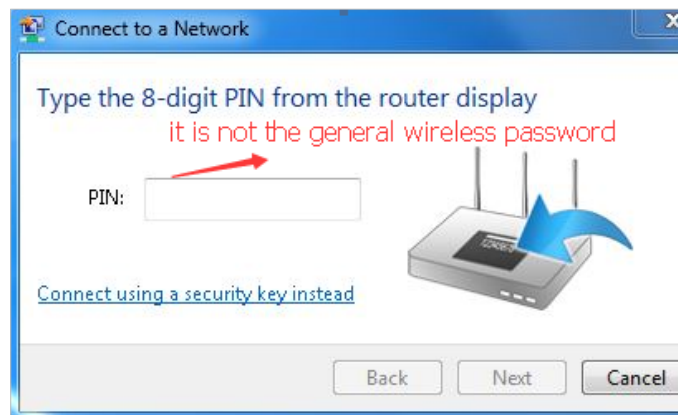 Connect to a Network
X
Type the 8-digit PIN from the router display
it is not the general wireless password
PIN:
12345670
Connect using a security key instead
Back
Next
Cancel